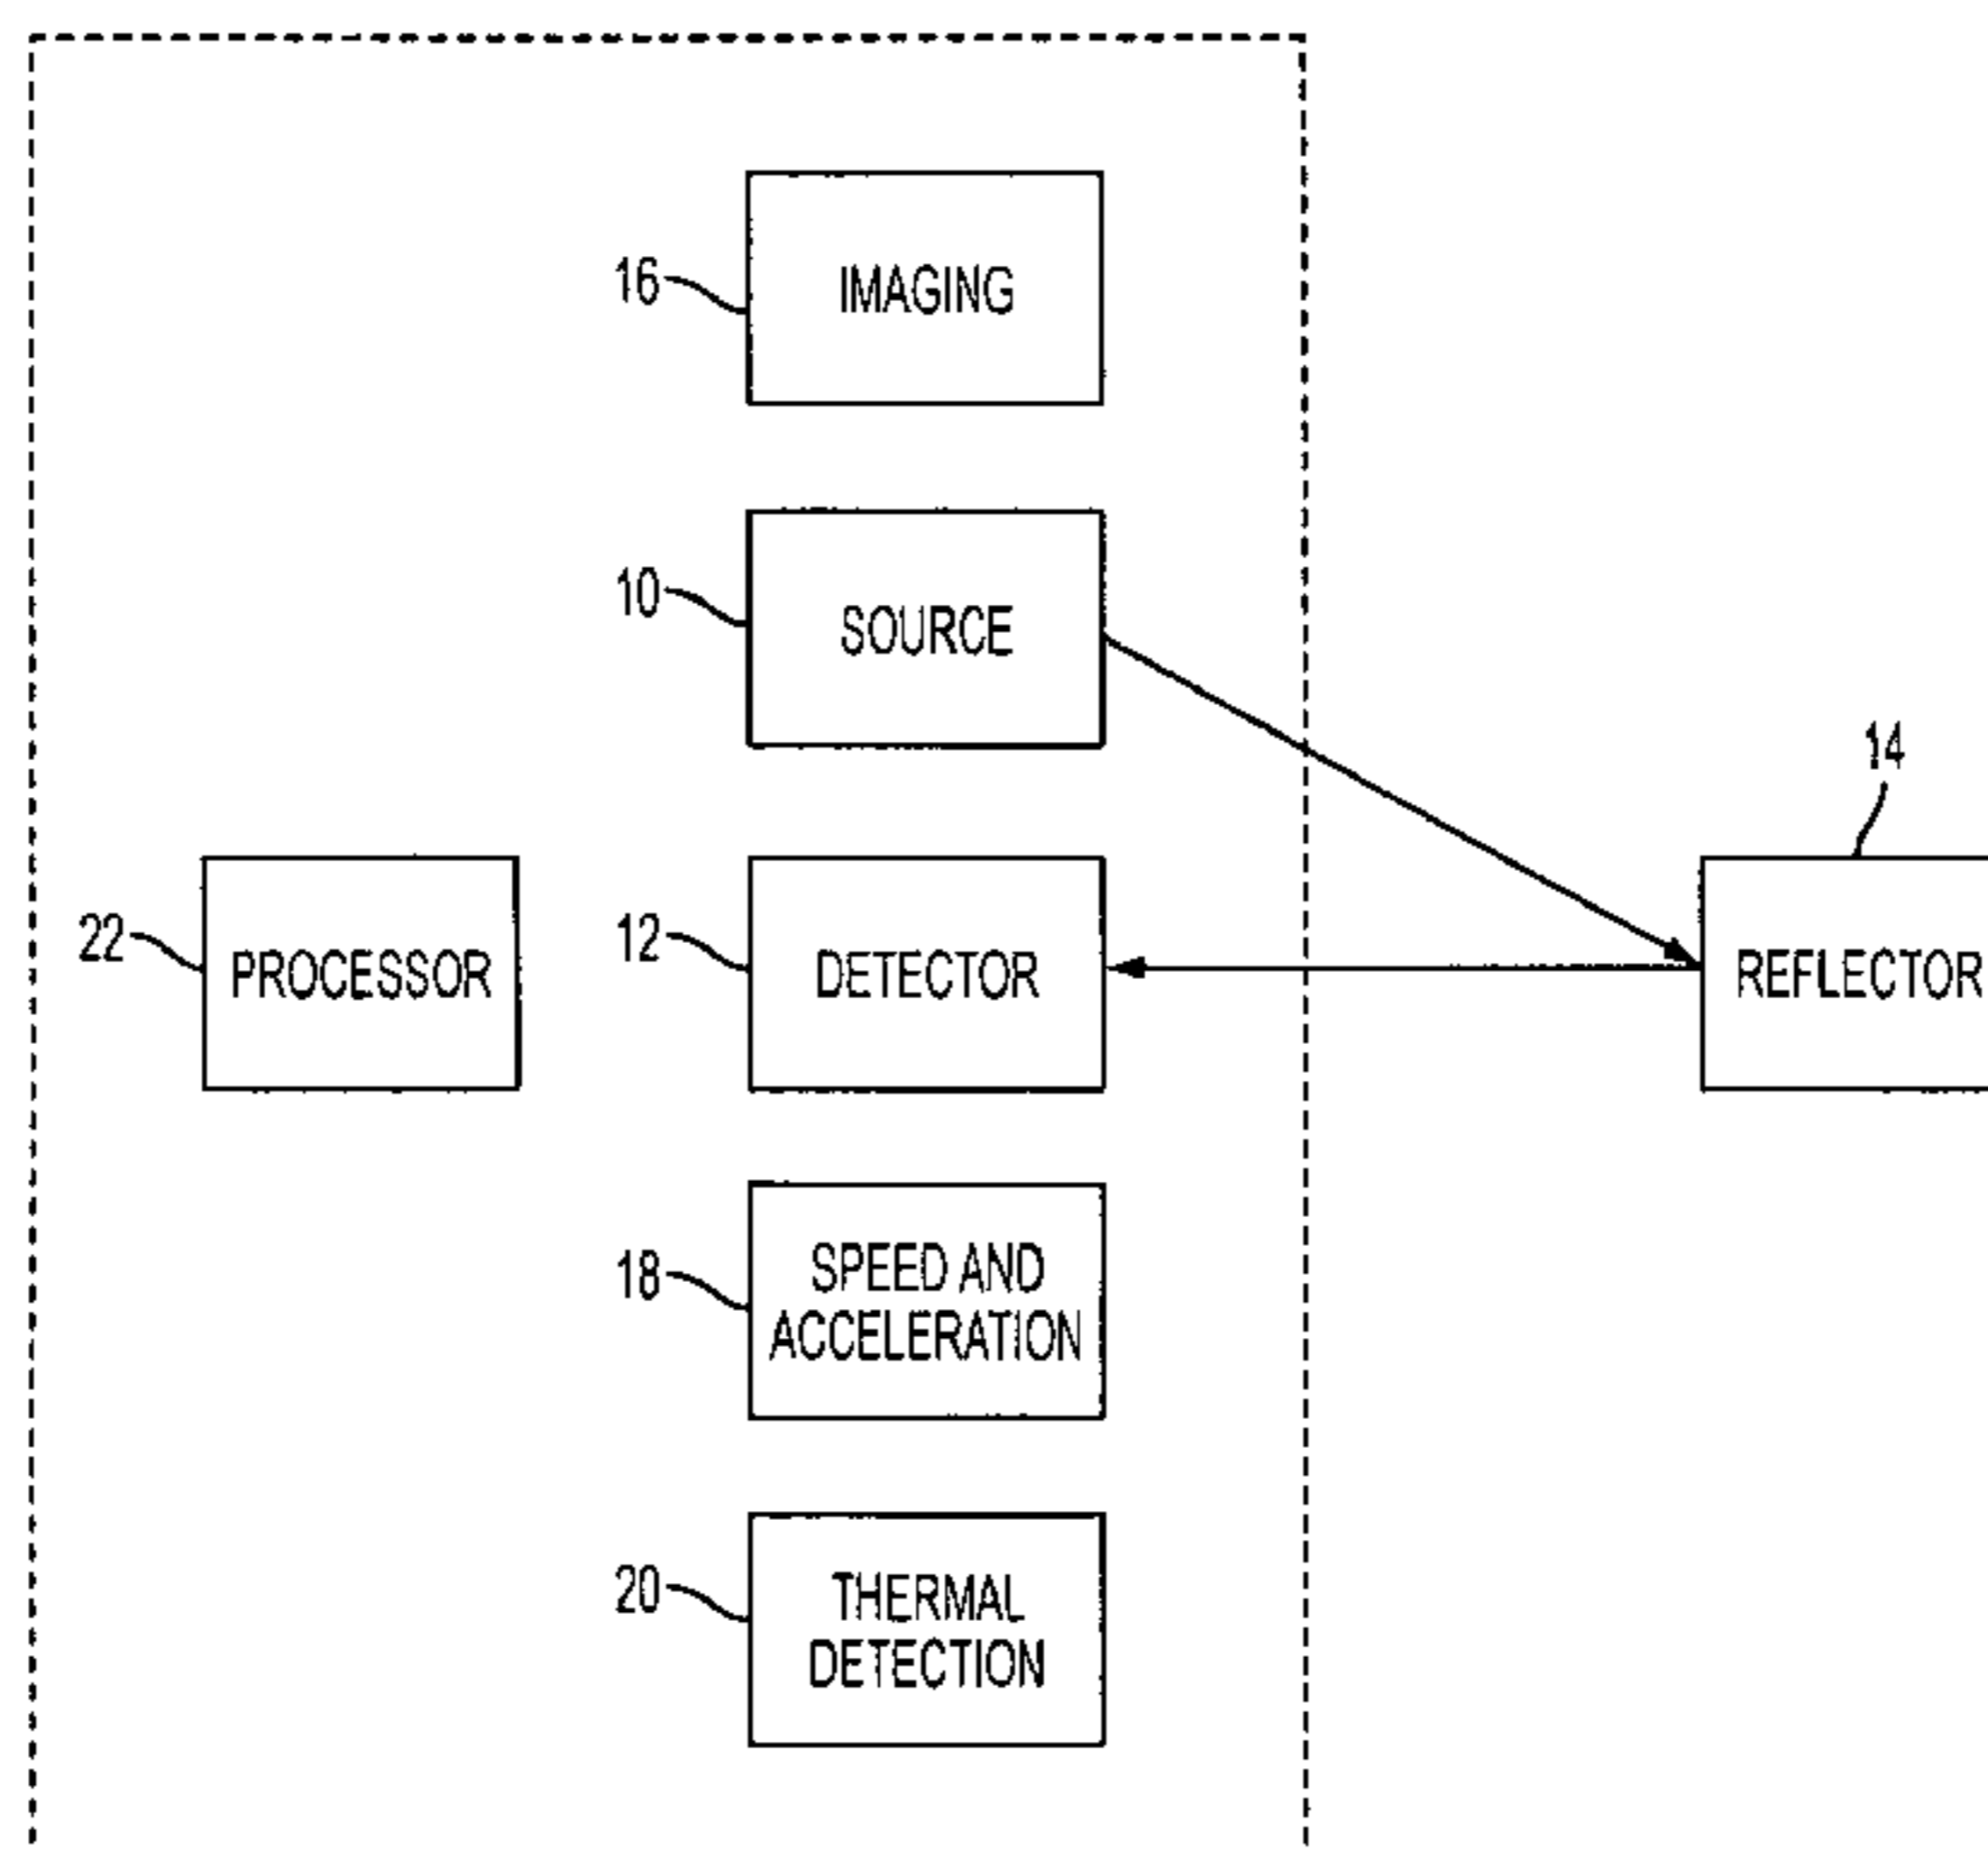 16
IMAGING
10
SOURCE
14
22
PROCESSOR
12
DETECTOR
REFLECTOR
18
SPEED AND
ACCELERATION
20
THERMAL
DETECTION